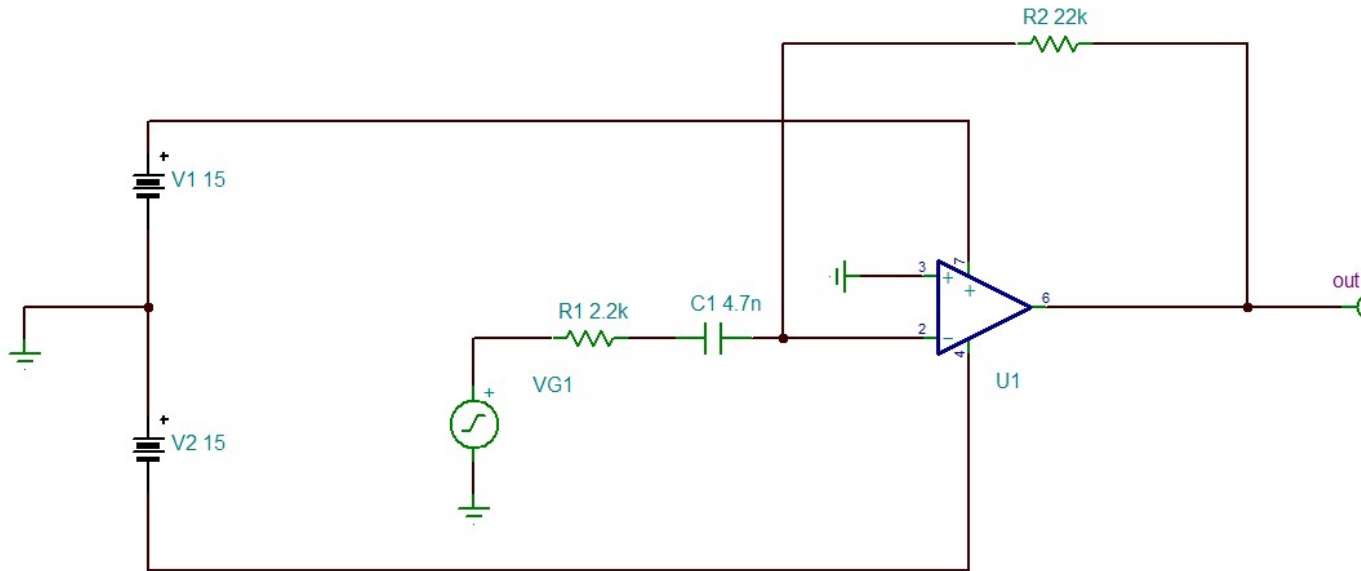 R2 22k
+
V1 15
7
3
+
+
out
6
R1 2.2k
C1 4.7n
2
-
4
VG1
+
U1
+
V2 15